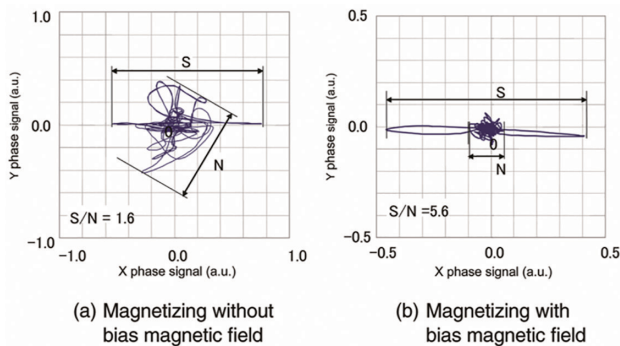 1.0
0.0
-1.0
Y phase signal (a.u.)
S
0
N
S/N = 1.6
-1.0
0.0
1.0
X phase signal (a.u.)
(a) Magnetizing without
bias magnetic field
0.5
0.0
-0.5
Y phase signal (a.u.)
S
0
N
S/N =5.6
-1.0
0.0
0.5
X phase signal (a.u.)
(b) Magnetizing with
bias magnetic field